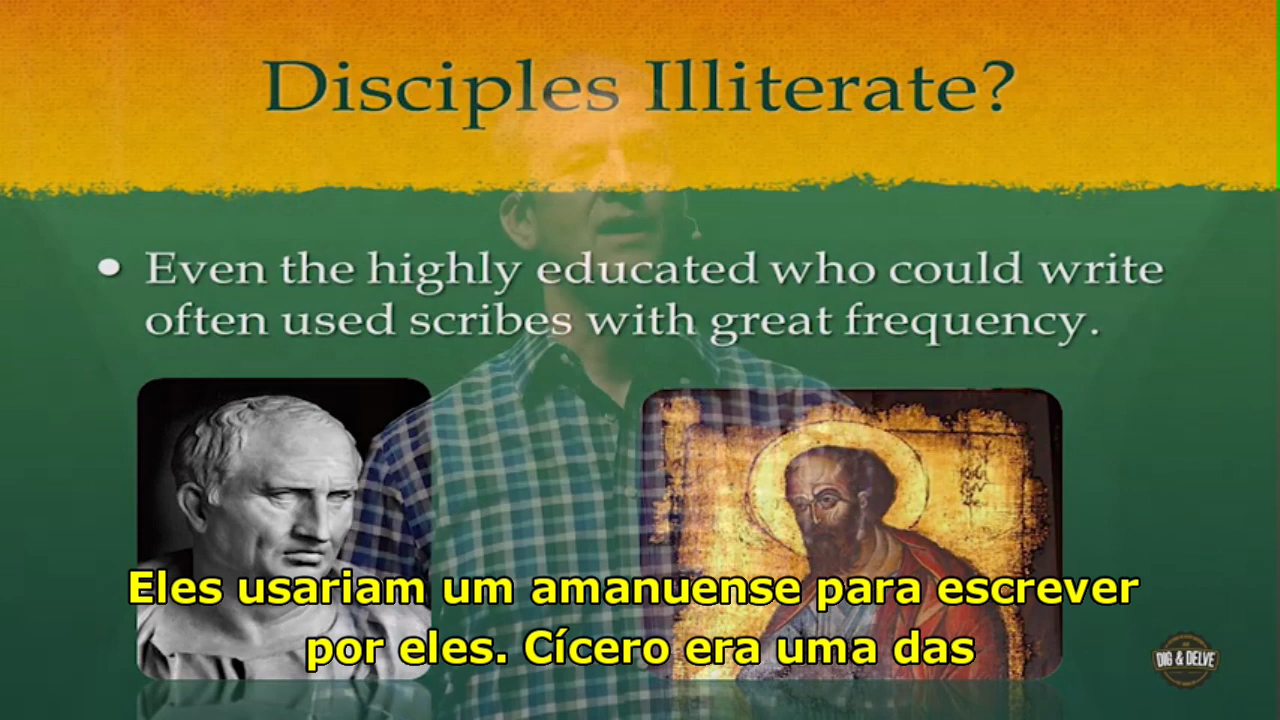 Disciples Illiterate?
• Even the highly educated who could write
often used scribes with great frequency.
Eles usariam um amanuense para escrever
por eles. Cícero era uma das
DIG & DELVE